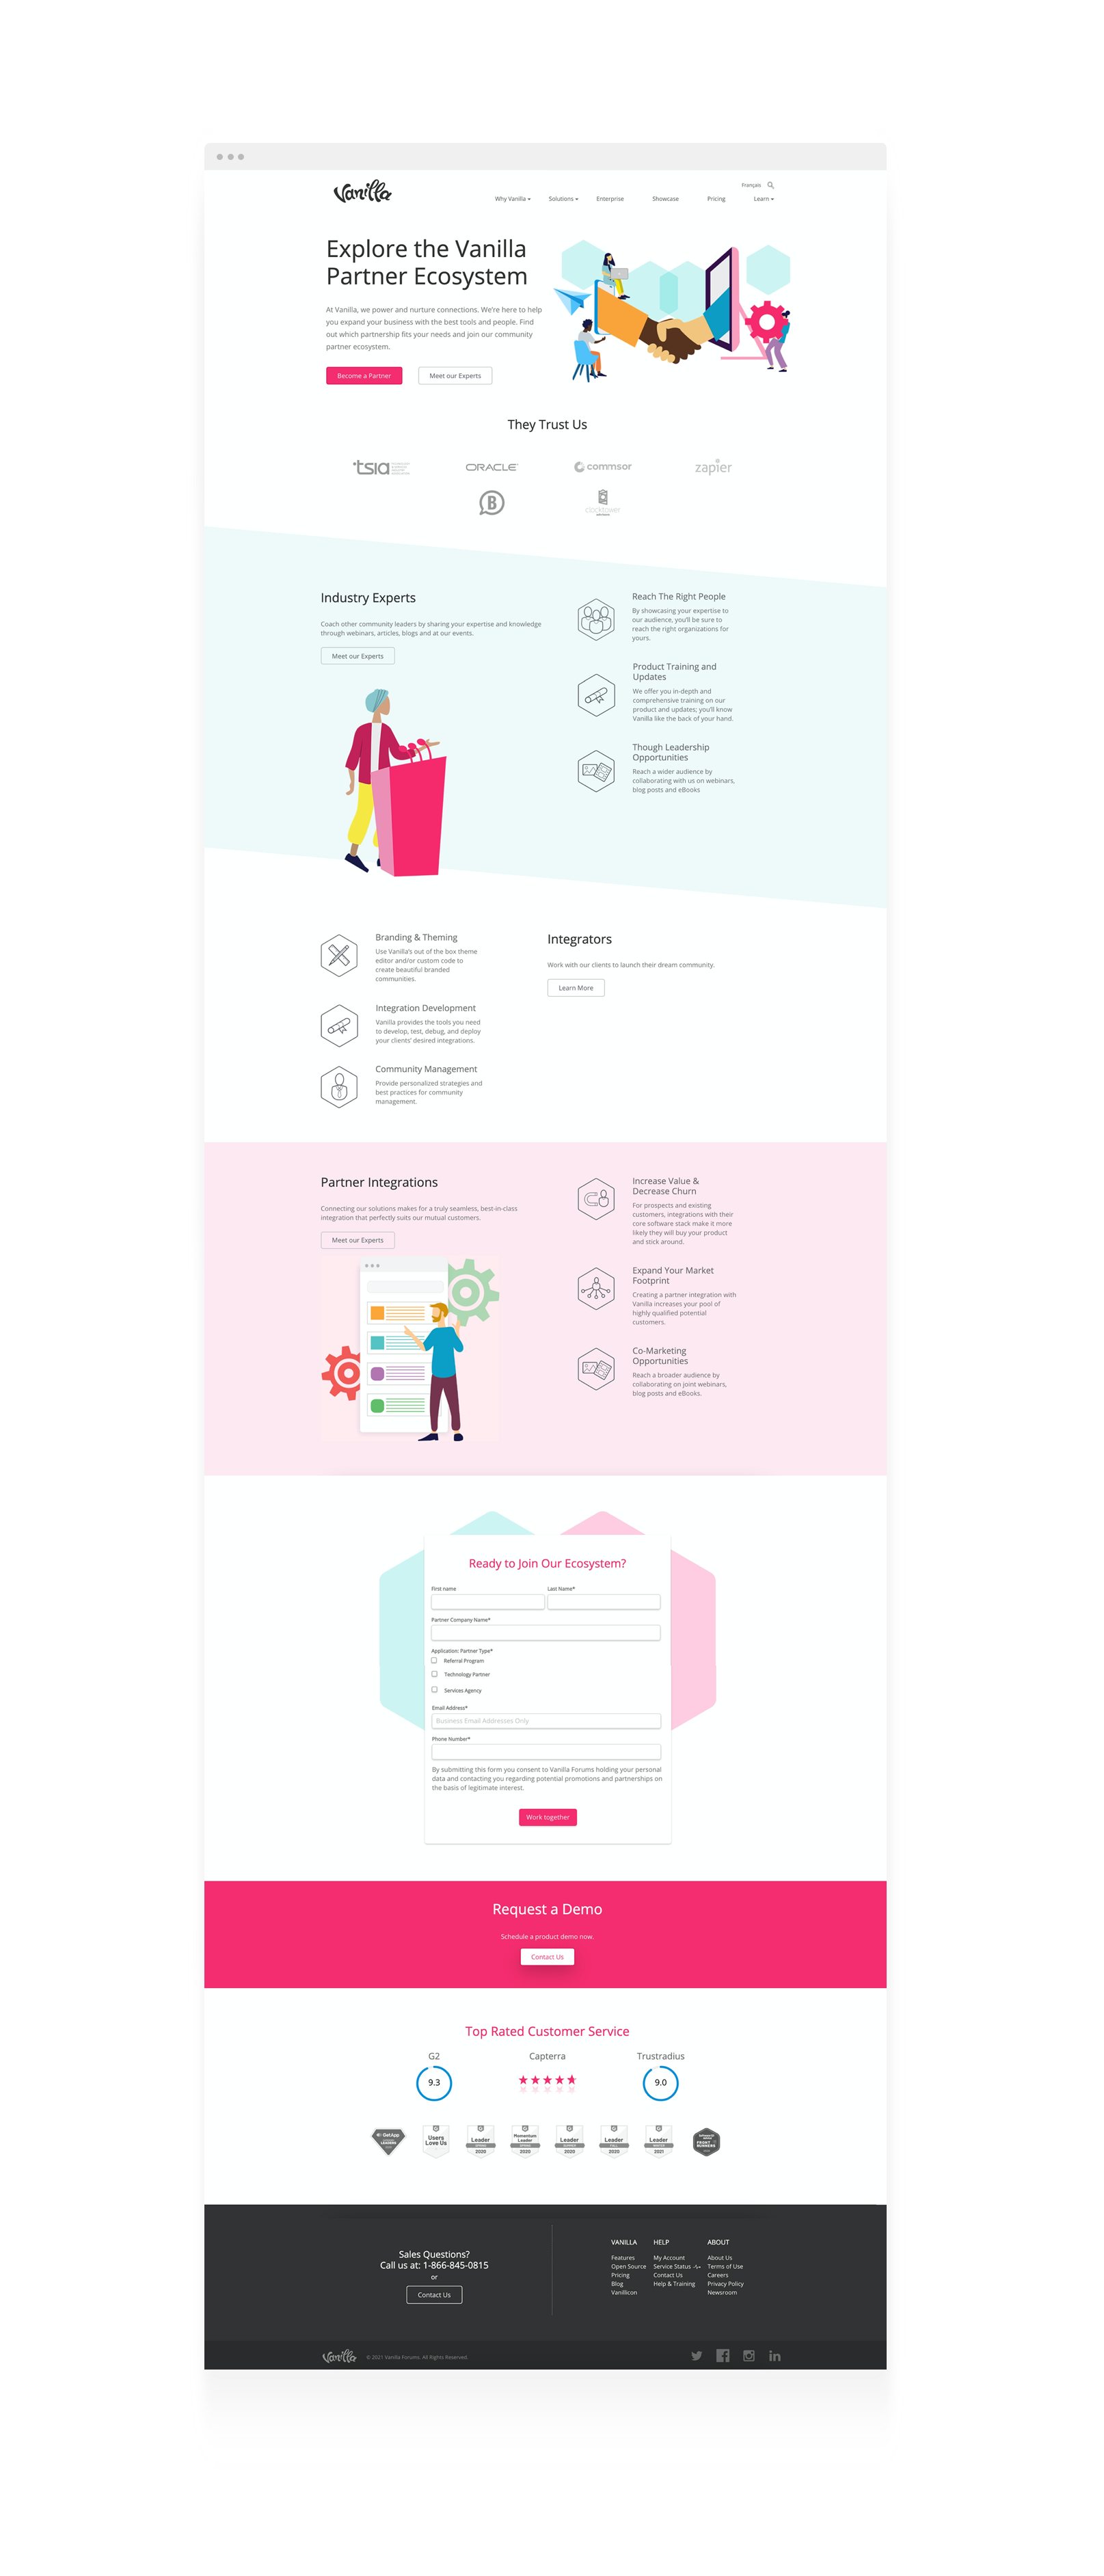 Vanilla
Français
Why Vanilla
Solutions
Enterprise
Showcase
Pricing
Learn
Explore the Vanilla
Partner Ecosystem
At Vanilla, we power and nurture connections. We're here to help
you expand your business with the best tools and people. Find
out which partnership fits your needs and join our community
partner ecosystem.
Become a Partner
Meet our Experts
They Trust Us
tsia
ORACLE
commsor
zapier
B
clocktower
Industry Experts
Coach other community leaders by sharing your expertise and knowledge
through webinars, articles, blogs and at our events.
Meet our Experts
Reach The Right People
By showcasing your expertise to
our audience, you'll be sure to
reach the right organizations for
yours.
Product Training and
Updates
We offer you in-depth and
comprehensive training on our
product and updates; you'll know
Vanilla like the back of your hand.
Though Leadership
Opportunities
Reach a wider audience by
collaborating with us on webinars,
blog posts and eBooks
Branding & Theming
Use Vanilla's out of the box theme
editor and/or custom code to
create beautiful branded
communities.
Integration Development
Vanilla provides the tools you need
to develop, test, debug, and deploy
your clients' desired integrations.
Community Management
Provide personalized strategies and
best practices for community
management.
Integrators
Work with our clients to launch their dream community.
Learn More
Partner Integrations
Connecting our solutions makes for a truly seamless, best-in-class
integration that perfectly suits our mutual customers.
Meet our Experts
Increase Value &
Decrease Churn
For prospects and existing
customers, integrations with their
core software stack make it more
likely they will buy your product
and stick around.
Expand Your Market
Footprint
Creating a partner integration with
Vanilla increases your pool of
highly qualified potential
customers.
Co-Marketing
Opportunities
Reach a broader audience by
collaborating on joint webinars,
blog posts and eBooks.
Ready to Join Our Ecosystem?
First name
Last Name*
Partner Company Name*
Application: Partner Type*
Referral Program
Technology Partner
Services Agency
Email Address*
Business Email Addresses Only
Phone Number*
By submitting this form you consent to Vanilla Forums holding your personal
data and contacting you regarding potential promotions and partnerships on
the basis of legitimate interest.
Work together
Request a Demo
Schedule a product demo now.
Contact Us
Top Rated Customer Service
G2
Capterra
Trustradius
9.3
9.0
GetApp
LEADERS
Users
Love Us
Leader
2020
Momentum
Leader
2020
Leader
SUMMER
2020
Leader
FALL
2020
Leader
WINTER
2021
FRONT
RUNNERS
Sales Questions?
Call us at: 1-866-845-0815
or
Contact Us
VANILLA
Features
Open Source
Pricing
Blog
Vanillicon
HELP
My Account
Service Status
Contact Us
Help & Training
ABOUT
About Us
Terms of Use
Careers
Privacy Policy
Newsroom
Vanilla
© 2021 Vanilla Forums. All Rights Reserved.